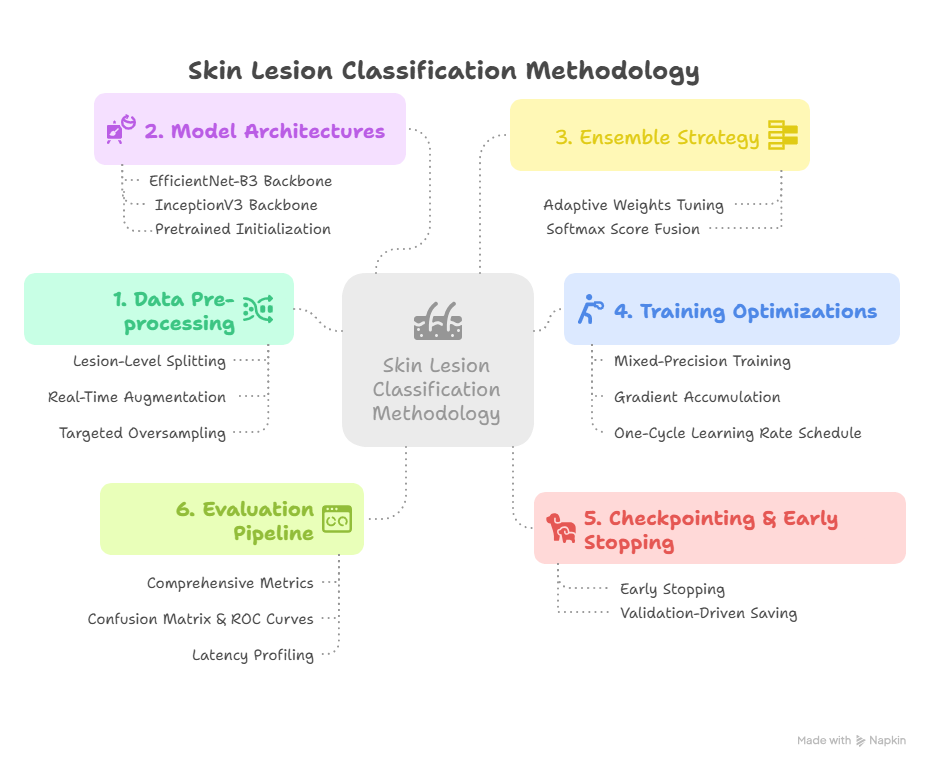 Skin Lesion Classification Methodology
2. Model Architectures
EfficientNet-B3 Backbone
InceptionV3 Backbone
Pretrained Initialization
3. Ensemble Strategy
Adaptive Weights Tuning
Softmax Score Fusion
1. Data Pre-
processing
Lesion-Level Splitting
Real-Time Augmentation
Targeted Oversampling
Skin Lesion
Classification
Methodology
4. Training Optimizations
Mixed-Precision Training
Gradient Accumulation
One-Cycle Learning Rate Schedule
6. Evaluation
Pipeline
Comprehensive Metrics
Confusion Matrix & ROC Curves
Latency Profiling
5. Checkpointing & Early
Stopping
Early Stopping
Validation-Driven Saving
Made with Napkin